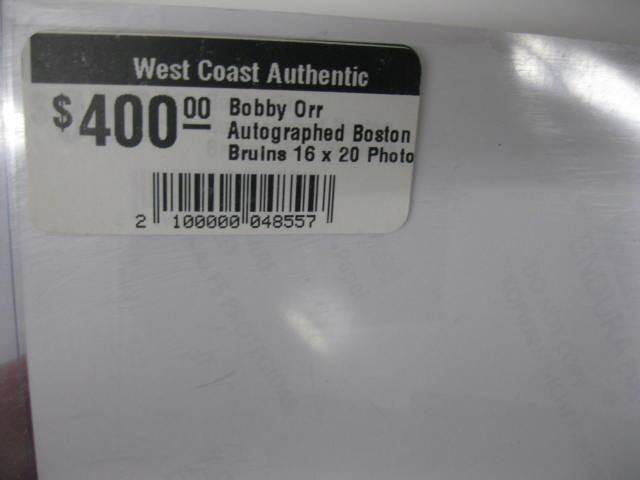 West Coast Authentic
$400.00 Bobby Orr
Autographed Boston
Bruins 16 x 20 Photo
2 100000 048557